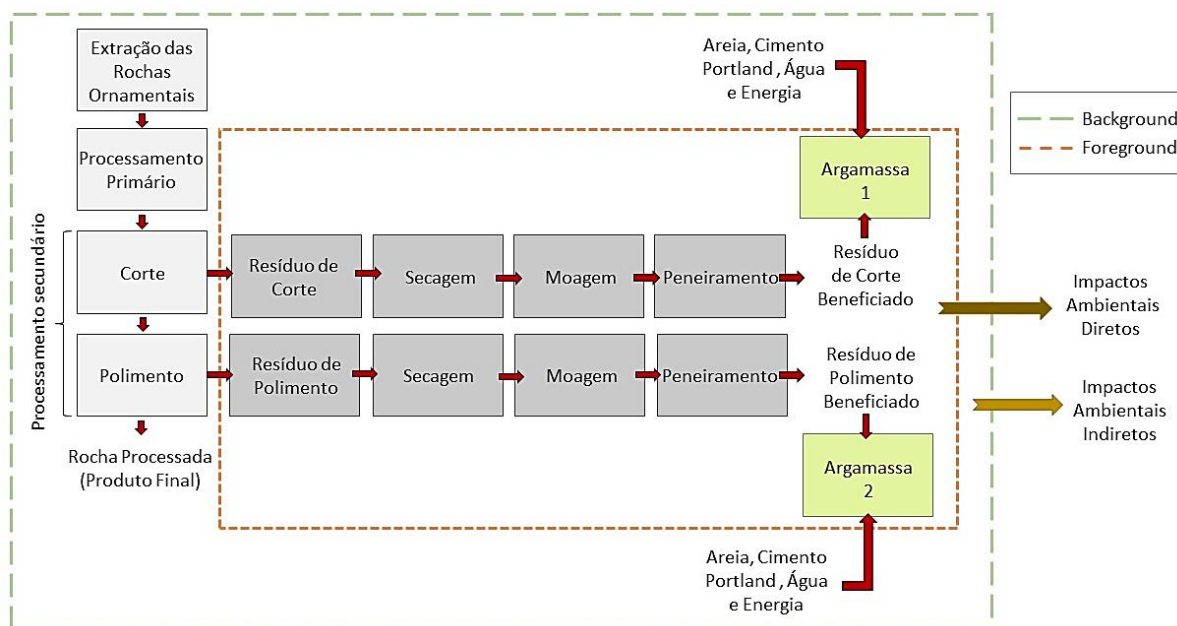 Extração das
Rochas
Ornamentais
Processamento
Primário
Processamento secundário
Corte
Polimento
Rocha Processada
(Produto Final)
Resíduo de
Corte
Secagem
Moagem
Peneiramento
Resíduo
de Corte
Beneficiado
Resíduo de
Polimento
Secagem
Moagem
Peneiramento
Resíduo de
Polimento
Beneficiado
Areia, Cimento
Portland , Água
e Energia
Argamassa
1
Argamassa
2
Areia, Cimento
Portland , Água
e Energia
Background
Foreground
Impactos
Ambientais
Diretos
Impactos
Ambientais
Indiretos